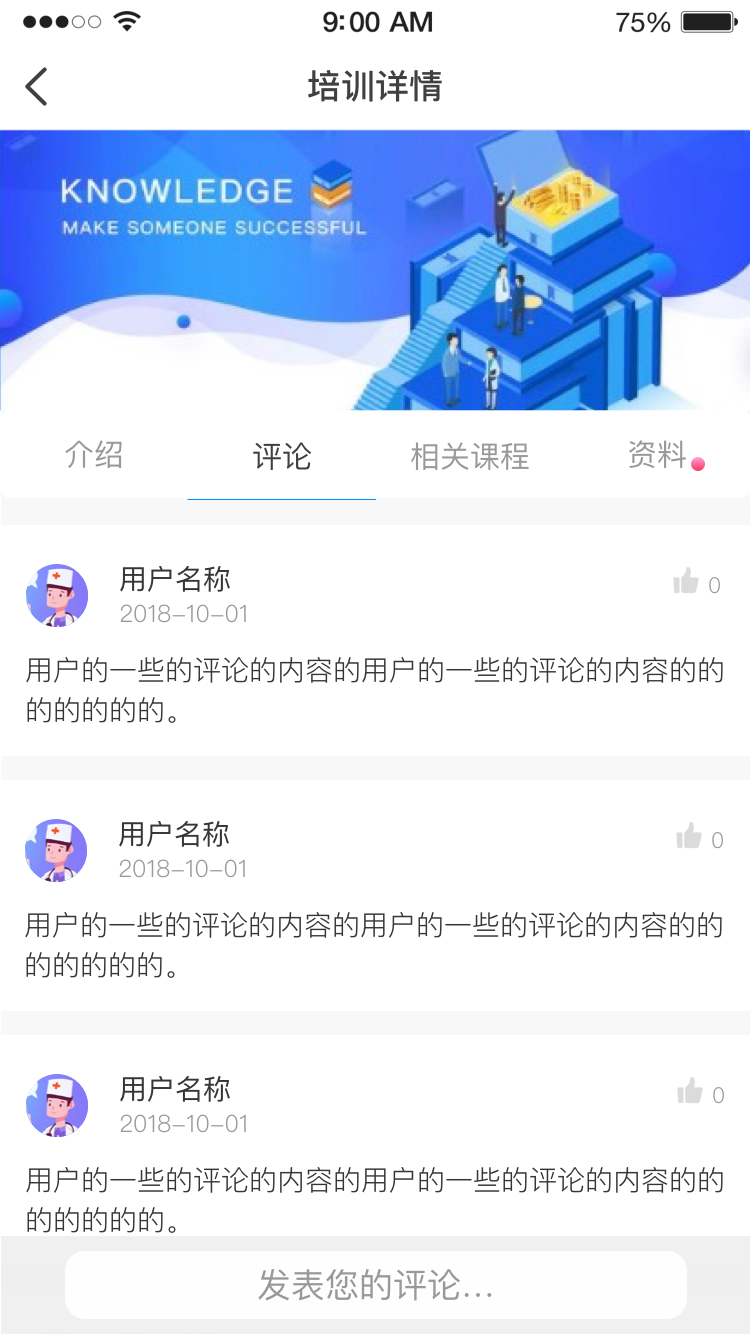 9:00 AM
75%
培训详情
KNOWLEDGE
MAKE SOMEONE SUCCESSFUL
介绍
评论
相关课程
资料
用户名称
0
2018-10-01
用户的一些的评论的内容的用户的一些的评论的内容的的
的的的的的。
用户名称
0
2018-10-01
用户的一些的评论的内容的用户的一些的评论的内容的的
的的的的的。
用户名称
0
2018-10-01
用户的一些的评论的内容的用户的一些的评论的内容的的
的的的的的。
发表您的评论...